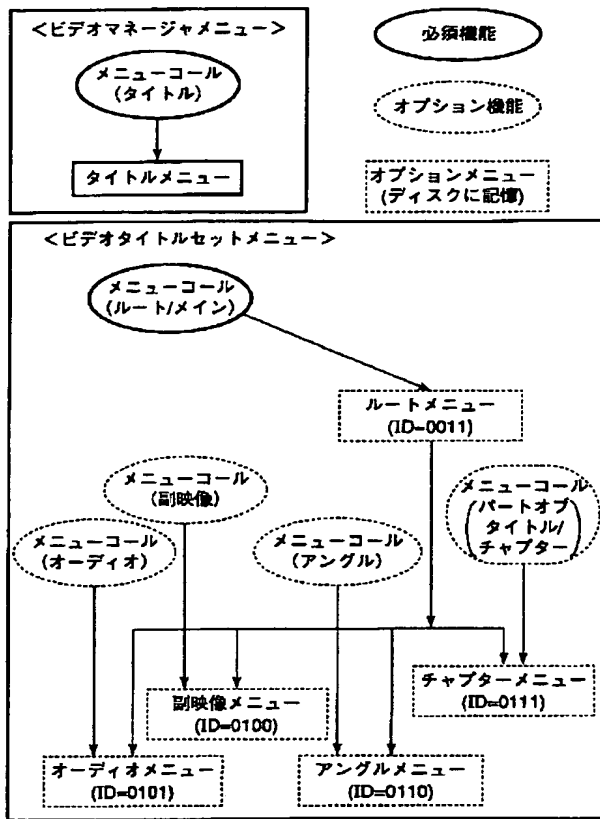 <ビデオマネージャメニュー>
メニューコール
(タイトル)
タイトルメニュー
必須機能
オプション機能
オプションメニュー
(ディスクに記憶)
<ビデオタイトルセットメニュー>
メニューコール
(ルート/メイン)
ルートメニュー
(ID=0011)
メニューコール
(副映像)
メニューコール
(オーディオ)
メニューコール
(アングル)
メニューコール
(パートオブ
タイトル/
チャプター)
副映像メニュー
(ID=0100)
チャプターメニュー
(ID=0111)
オーディオメニュー
(ID=0101)
アングルメニュー
(ID=0110)